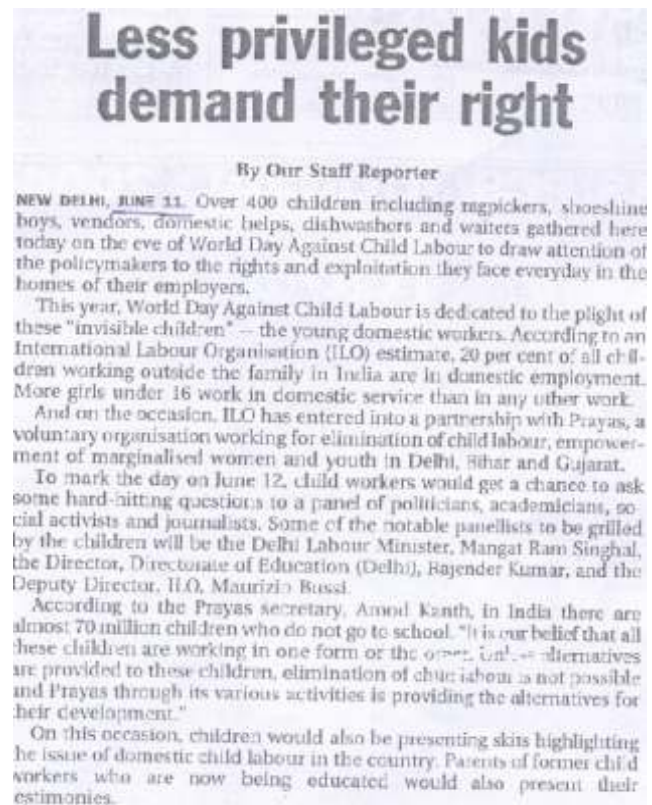 Less privileged kids
demand their right
By Our Staff Reporter
NEW DELHI, JUNE 11. Over 400 children including ragpickers, shoeshine
boys, vendors, domestic helps, dishwashers and waiters gathered here
today on the eve of World Day Against Child Labour to draw attention of
the policymakers to the rights and exploitation they face everyday in the
homes of their employers.
This year, World Day Against Child Labour is dedicated to the plight of
these "invisible children" — the young domestic workers. According to an
International Labour Organisation (ILO) estimate, 20 per cent of all chil-
dren working outside the family in India are in domestic employment.
More girls under 16 work in domestic service than in any other work.
And on the occasion, ILO has entered into a partnership with Prayas, a
voluntary organisation working for elimination of child labour, empower-
ment of marginalised women and youth in Delhi, Bihar and Gujarat.
To mark the day on June 12, child workers would get a chance to ask
some hard-hitting questions to a panel of politicians, academicians, so-
cial activists and journalists. Some of the notable panellists to be grilled
by the children will be the Delhi Labour Minister, Mangat Ram Singhal,
the Director, Directorate of Education (Delhi), Rajender Kumar, and the
Deputy Director, ILO, Maurizio Bussi.
According to the Prayas secretary, Amod Kanth, in India there are
almost 70 million children who do not go to school. "It is our belief that all
hese children are working in one form or the alternatives
are provided to these children, elimination of labour is not possible
and Prayas through its various activities is providing the alternatives for
heir development."
On this occasion, children would also be presenting skits highlighting
he issue of domestic child labour in the country. Parents of former child
workers who are now being educated would also present their
estimonies.